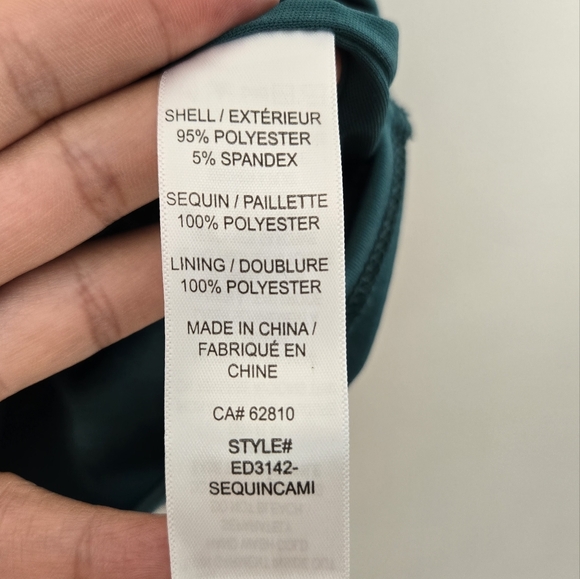 SHELL / EXTÉRIEUR
95% POLYESTER
5% SPANDEX
SEQUIN / PAILLETTE
100% POLYESTER
LINING / DOUBLURE
100% POLYESTER
MADE IN CHINA /
FABRIQUÉ EN
CHINE
CA# 62810
STYLE#
ED3142-
SEQUINCAMI